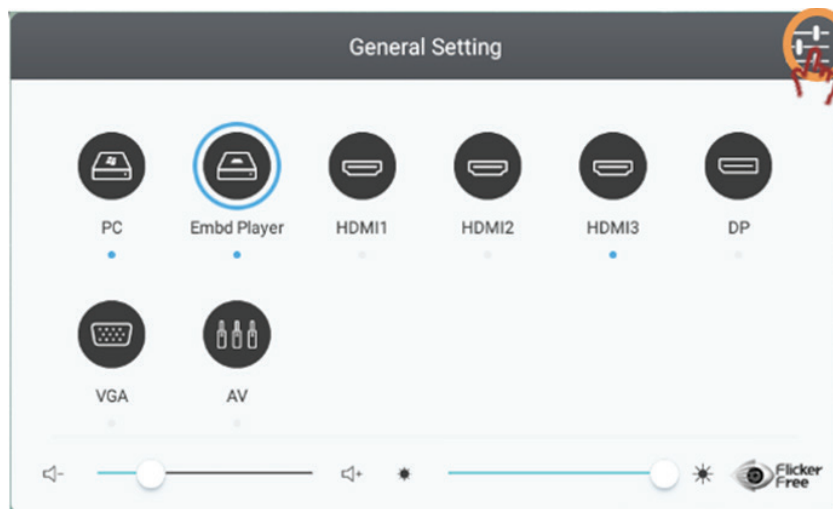 General Setting
PC
Embd Player
HDMI1
HDMI2
HDMI3
DP
VGA
AV
Flicker
Free